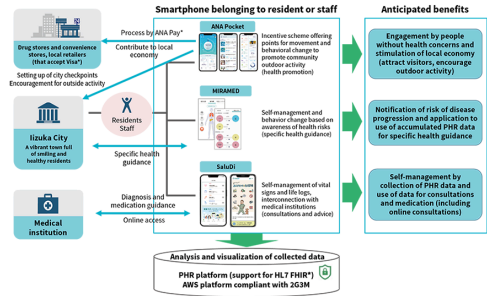 Smartphone belonging to resident or staff
Anticipated benefits
Drug stores and convenience
stores, local retailers
(that accept Visa*)
Process by ANA Pay*
Contribute to local
economy
Setting up of city checkpoints
Encouragement for outside activity
Iizuka City
A vibrant town full
of smiling and
healthy residents
Residents
Staff
Specific health
guidance
Medical
institution
Diagnosis and
medication guidance
Online access
ANA Pocket
Incentive scheme offering
points for movement and
behavioral change to
promote community
outdoor activity
(health promotion)
MIRAMED
Self-management and
behavior change based on
awareness of health risks
(specific health guidance)
SaluDi
Self-management of vital
signs and life logs,
interconnection with
medical institutions
(consultations and advice)
Engagement by people
without health concerns and
stimulation of local economy
(attract visitors, encourage
outdoor activity)
Notification of risk of disease
progression and application to
use of accumulated PHR data
for specific health guidance
Self-management by
collection of PHR data and
use of data for consultations
and medication (including
online consultations)
Analysis and visualization of collected data
PHR platform (support for HL7 FHIR*)
AWS platform compliant with 2G3M